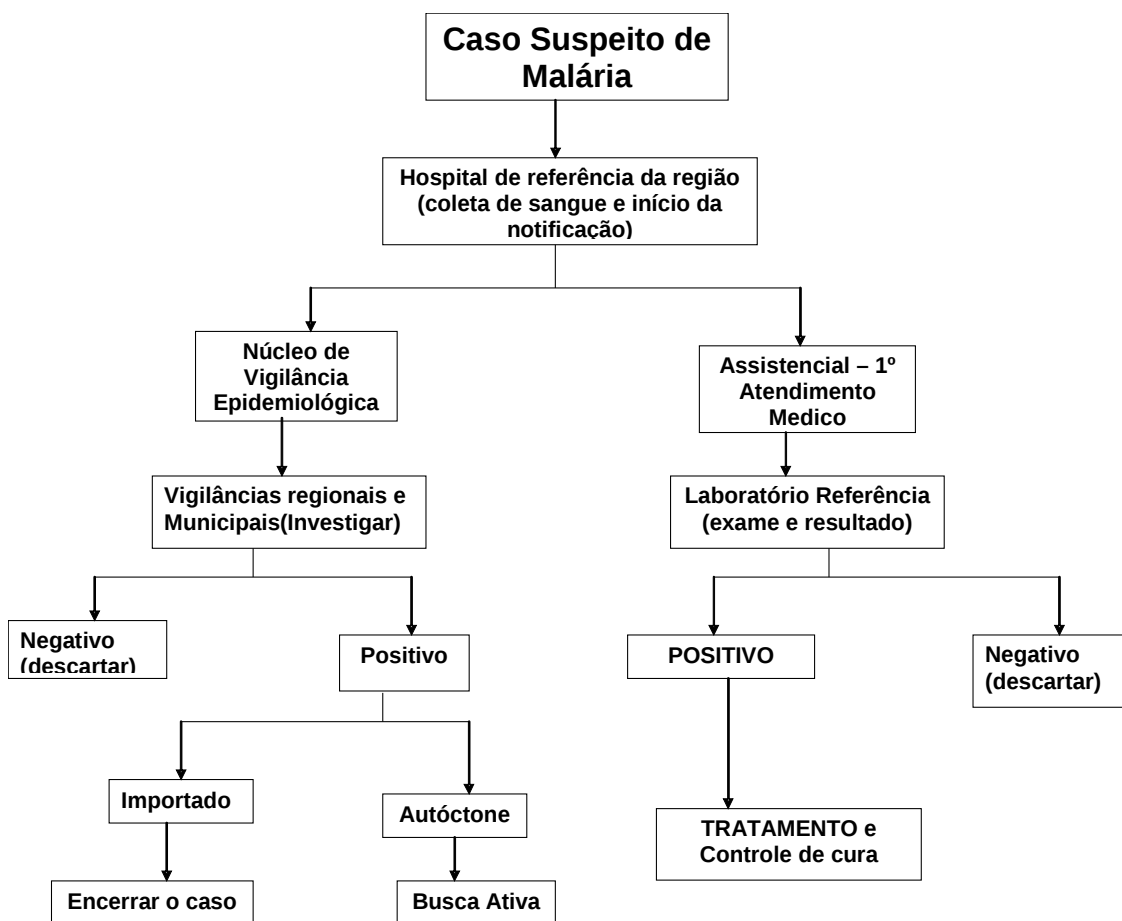 Caso Suspeito de
Malária
Hospital de referência da região
(coleta de sangue e início da
notificação)
Núcleo de
Vigilância
Epidemiológica
Assistencial – 1º
Atendimento
Medico
Vigilâncias regionais e
Municipais(Investigar)
Laboratório Referência
(exame e resultado)
Negativo
(descartar)
Positivo
POSITIVO
Negativo
(descartar)
Importado
Autóctone
TRATAMENTO e
Controle de cura
Encerrar o caso
Busca Ativa